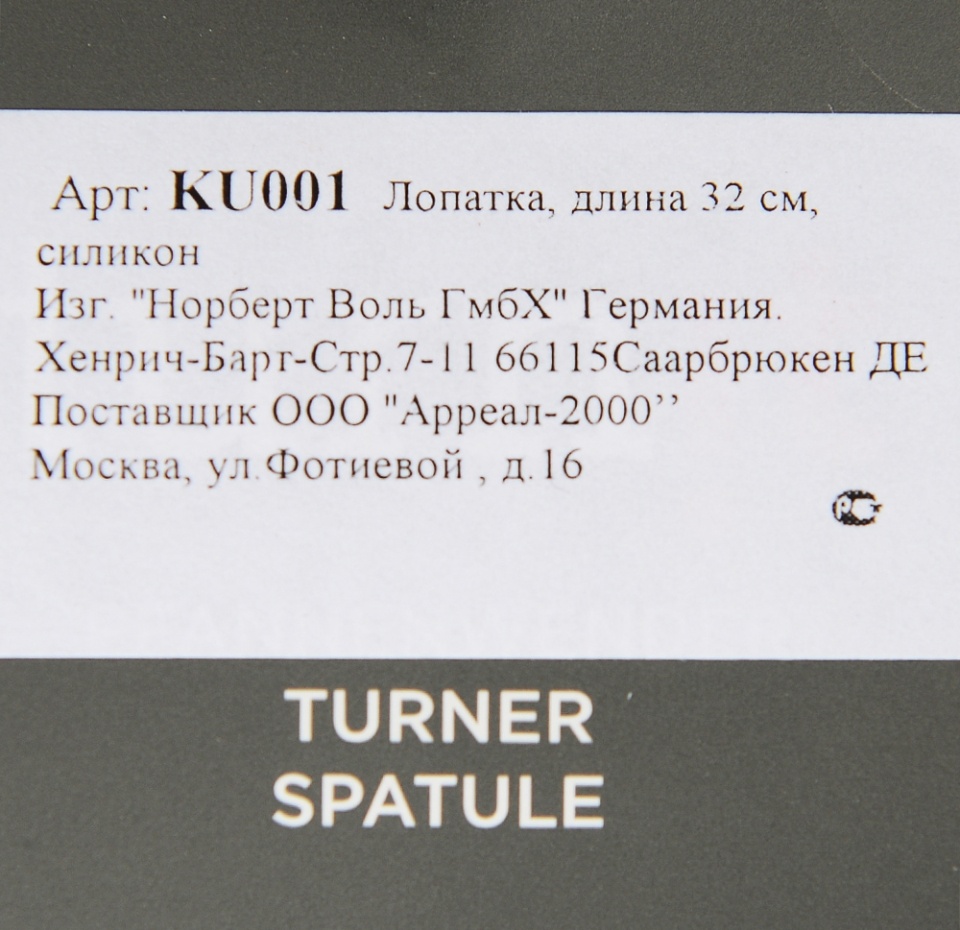 Арт: KU001 Лопатка, длина 32 см,
силикон
Изг. "Норберт Воль ГмбХ" Германия.
Хенрич-Барт-Стр.7-11 66115Саарбрюкен ДЕ
Поставщик ООО "Арреал-2000’’
Москва, ул.Фотиевой , д.16
TURNER
SPATULE